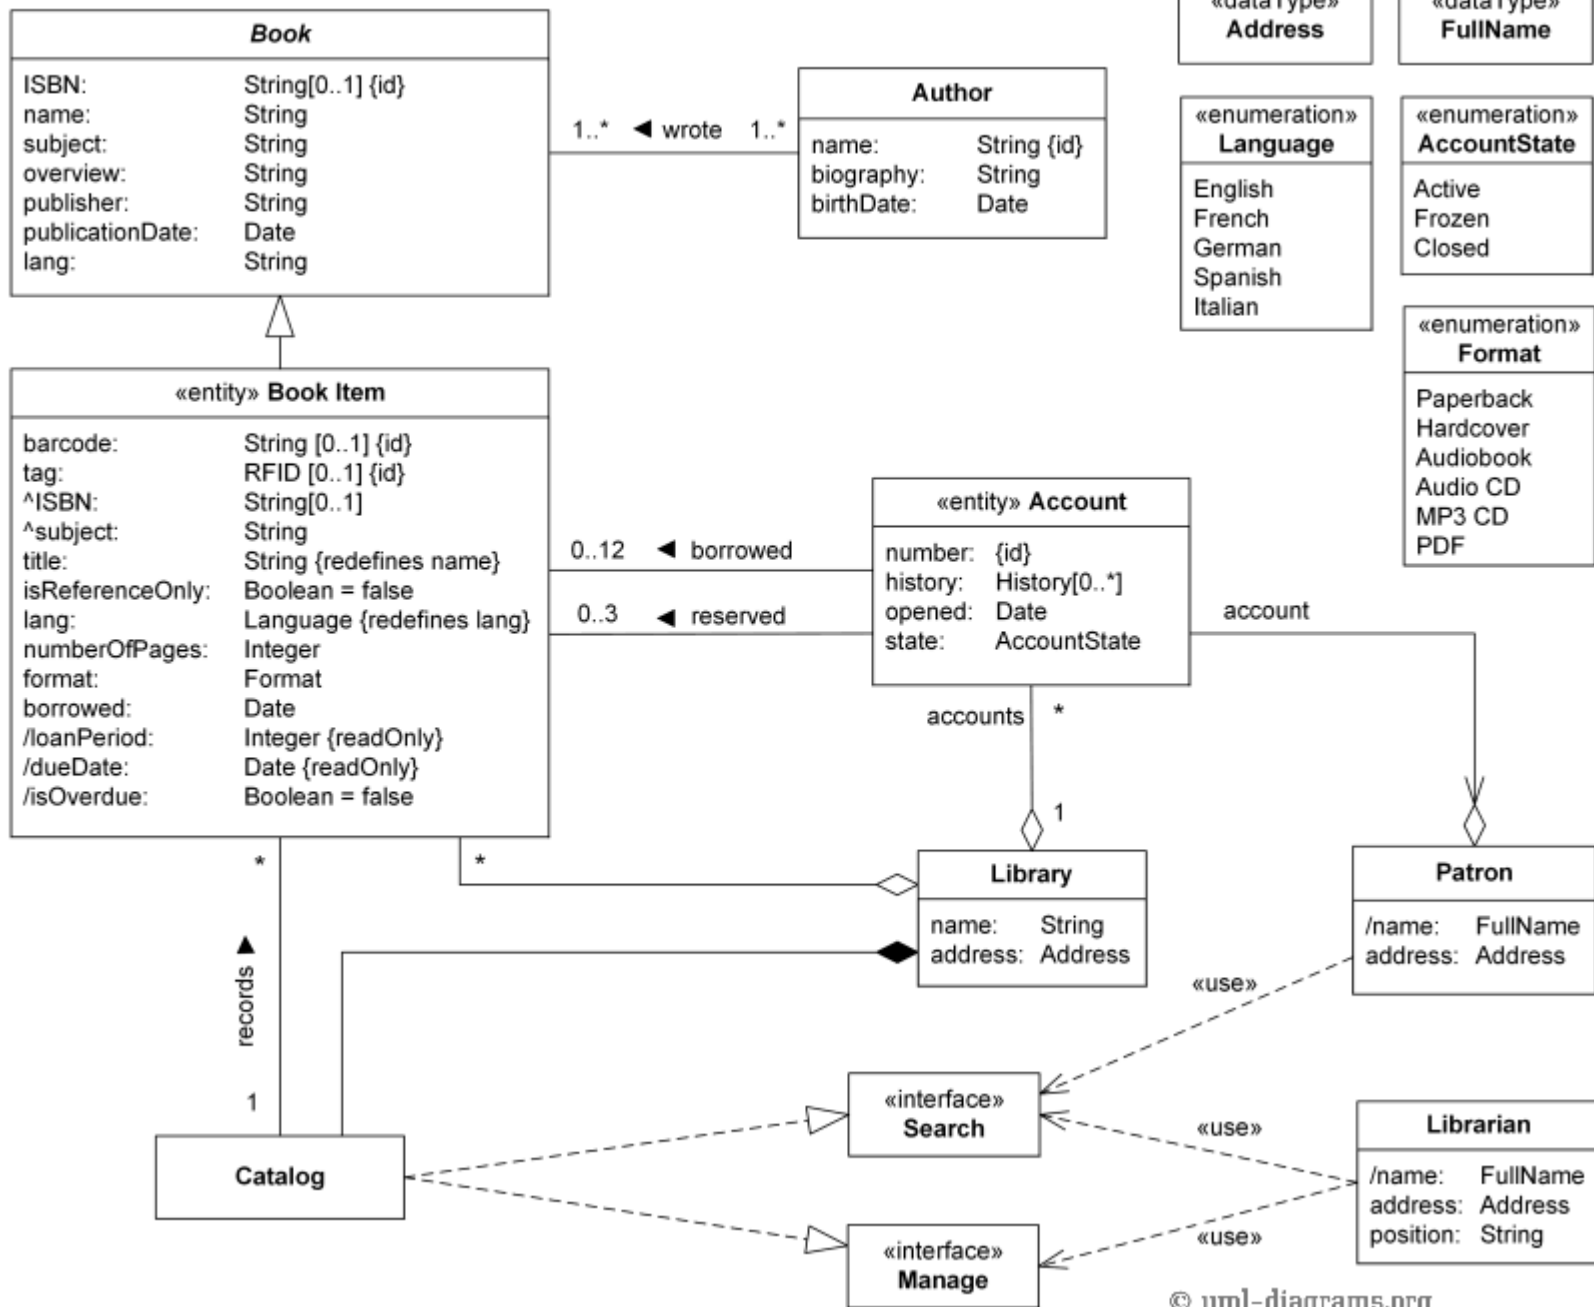 Book
ISBN: String[0..1] {id}
name: String
subject: String
overview: String
publisher: String
publicationDate: Date
lang: String
1..* ◄ wrote 1..*
Author
name: String {id}
biography: String
birthDate: Date
«dataType»
Address
«dataType»
FullName
«enumeration»
Language
English
French
German
Spanish
Italian
«enumeration»
AccountState
Active
Frozen
Closed
«enumeration»
Format
Paperback
Hardcover
Audiobook
Audio CD
MP3 CD
PDF
«entity» Book Item
barcode: String [0..1] {id}
tag: RFID [0..1] {id}
^ISBN: String[0..1]
^subject: String
title: String {redefines name}
isReferenceOnly: Boolean = false
lang: Language {redefines lang}
numberOfPages: Integer
format: Format
borrowed: Date
/loanPeriod: Integer {readOnly}
/dueDate: Date {readOnly}
/isOverdue: Boolean = false
0..12 ◄ borrowed
0..3 ◄ reserved
«entity» Account
number: {id}
history: History[0..*]
opened: Date
state: AccountState
account
accounts *
1
* *
Library
name: String
address: Address
Patron
/name: FullName
address: Address
records ►
1
«use»
Catalog
«interface»
Search
«use»
«interface»
Manage
«use»
Librarian
/name: FullName
address: Address
position: String
© uml-diagrams.org